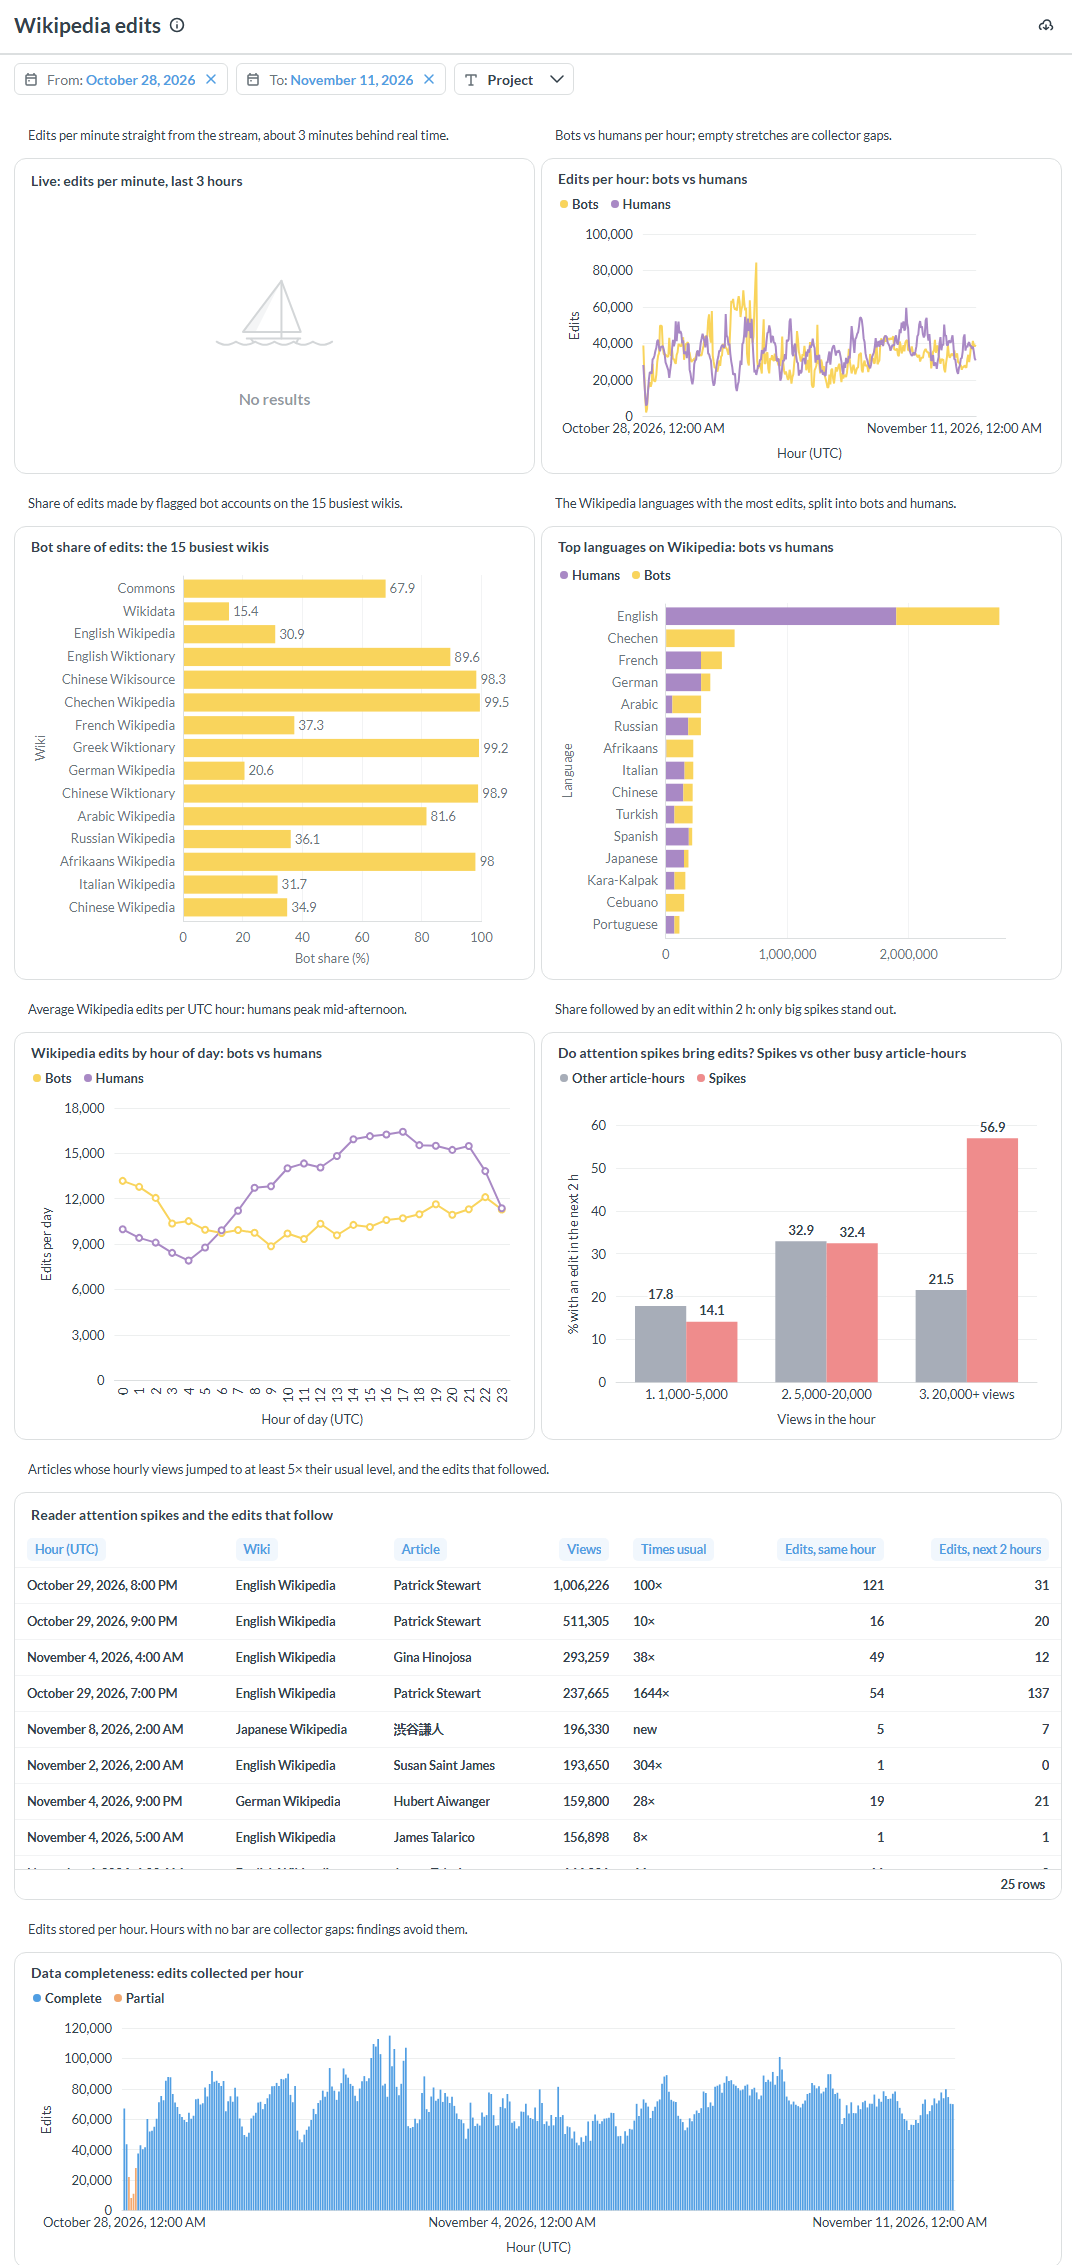 Wikipedia edits
From: October 28, 2026
To: November 11, 2026
Project
Edits per minute straight from the stream, about 3 minutes behind real time.
Live: edits per minute, last 3 hours
No results
Bots vs humans per hour; empty stretches are collector gaps.
Edits per hour: bots vs humans
Bots Humans
100,000
80,000
60,000
40,000
20,000
0
Edits
October 28, 2026, 12:00 AM
November 11, 2026, 12:00 AM
Hour (UTC)
Share of edits made by flagged bot accounts on the 15 busiest wikis.
Bot share of edits: the 15 busiest wikis
Wiki
Commons 67.9
Wikidata 15.4
English Wikipedia 30.9
English Wiktionary 89.6
Chinese Wikisource 98.3
Chechen Wikipedia 99.5
French Wikipedia 37.3
Greek Wiktionary 99.2
German Wikipedia 20.6
Chinese Wiktionary 98.9
Arabic Wikipedia 81.6
Russian Wikipedia 36.1
Afrikaans Wikipedia 98
Italian Wikipedia 31.7
Chinese Wikipedia 34.9
0 20 40 60 80 100
Bot share (%)
The Wikipedia languages with the most edits, split into bots and humans.
Top languages on Wikipedia: bots vs humans
Humans Bots
Language
English
Chechen
French
German
Arabic
Russian
Afrikaans
Italian
Chinese
Turkish
Spanish
Japanese
Kara-Kalpak
Cebuano
Portuguese
0 1,000,000 2,000,000
Average Wikipedia edits per UTC hour: humans peak mid-afternoon.
Wikipedia edits by hour of day: bots vs humans
Bots Humans
18,000
15,000
12,000
9,000
6,000
3,000
0
Edits per day
0 1 2 3 4 5 6 7 8 9 10 11 12 13 14 15 16 17 18 19 20 21 22 23
Hour of day (UTC)
Share followed by an edit within 2 h: only big spikes stand out.
Do attention spikes bring edits? Spikes vs other busy article-hours
Other article-hours Spikes
60
50
40
30
20
10
0
% with an edit in the next 2 h
17.8 14.1
32.9 32.4
21.5 56.9
1. 1,000-5,000
2. 5,000-20,000
3. 20,000+ views
Views in the hour
Articles whose hourly views jumped to at least 5× their usual level, and the edits that followed.
Reader attention spikes and the edits that follow
Hour (UTC) Wiki Article Views Times usual Edits, same hour Edits, next 2 hours
October 29, 2026, 8:00 PM English Wikipedia Patrick Stewart 1,006,226 100× 121 31
October 29, 2026, 9:00 PM English Wikipedia Patrick Stewart 511,305 10× 16 20
November 4, 2026, 4:00 AM English Wikipedia Gina Hinojosa 293,259 38× 49 12
October 29, 2026, 7:00 PM English Wikipedia Patrick Stewart 237,665 1644× 54 137
November 8, 2026, 2:00 AM Japanese Wikipedia 渋谷謙人 196,330 new 5 7
November 2, 2026, 2:00 AM English Wikipedia Susan Saint James 193,650 304× 1 0
November 4, 2026, 9:00 PM German Wikipedia Hubert Aiwanger 159,800 28× 19 21
November 4, 2026, 5:00 AM English Wikipedia James Talarico 156,898 8× 1 1
25 rows
Edits stored per hour. Hours with no bar are collector gaps: findings avoid them.
Data completeness: edits collected per hour
Complete Partial
120,000
100,000
80,000
60,000
40,000
20,000
0
Edits
October 28, 2026, 12:00 AM
November 4, 2026, 12:00 AM
November 11, 2026, 12:00 AM
Hour (UTC)